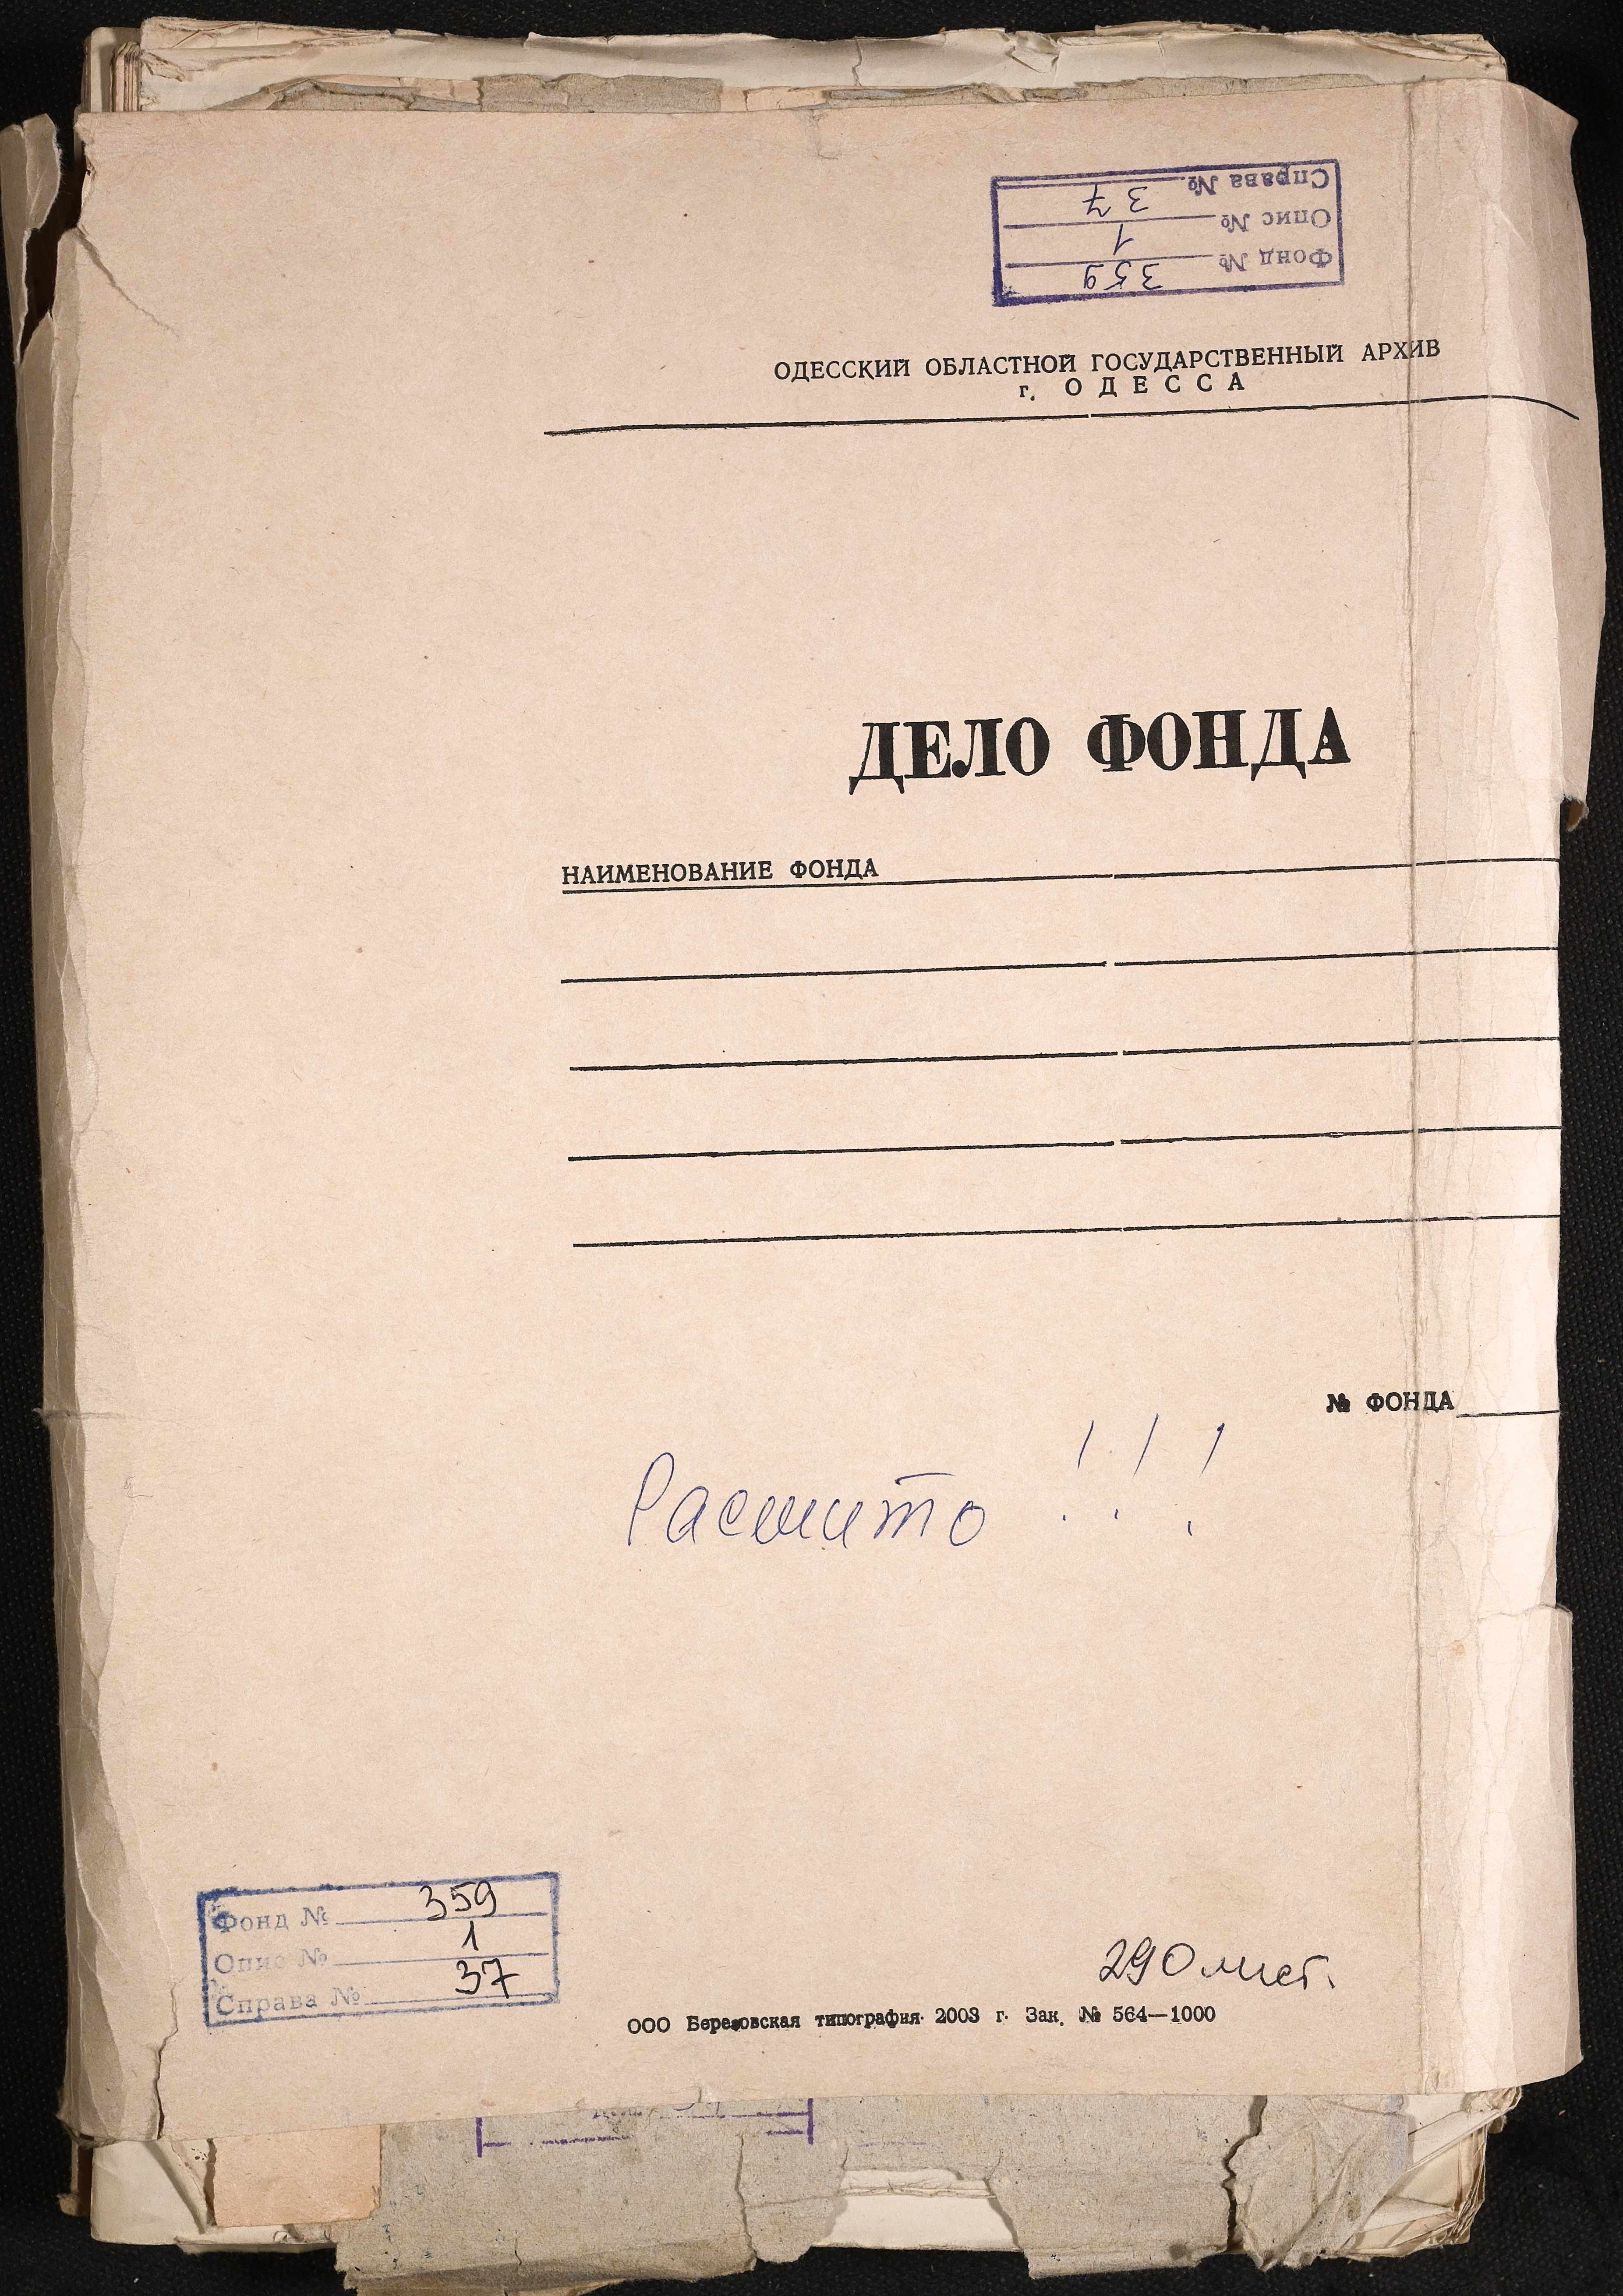 Справа № 37
Опис № 1
Фонд № 359
ОДЕССКИЙ ОБЛАСТНОЙ ГОСУДАРСТВЕННЫЙ АРХИВ
г. ОДЕССА
ДЕЛО ФОНДА
НАИМЕНОВАНИЕ ФОНДА
№ ФОНДА
Расшито !!!
Фонд № 359
Опис № 1
Справа № 37
290 лист.
ООО Березовская типография 2003 г. Зак. № 564—1000